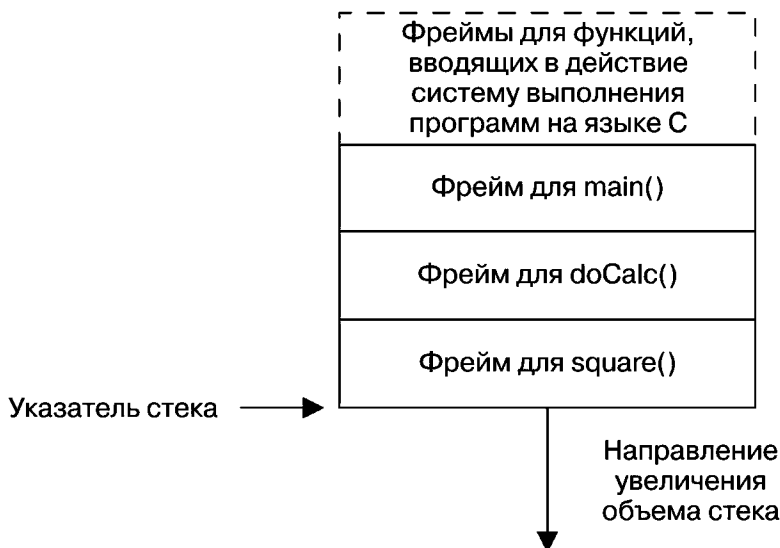 Фреймы для функций,
вводящих в действие
систему выполнения
программ на языке C
Фрейм для main()
Фрейм для doCalc()
Фрейм для square()
Указатель стека
Направление
увеличения
объема стека